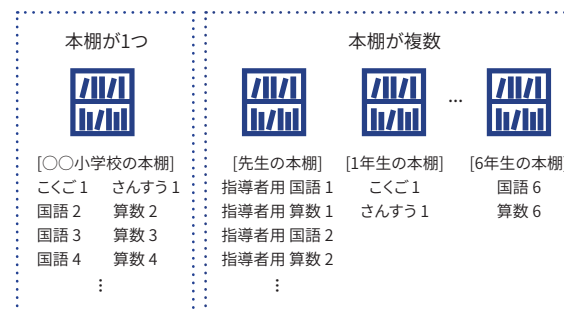 本棚が1つ
[○○小学校の本棚]
こくご 1 さんすう 1
国語 2 算数 2
国語 3 算数 3
国語 4 算数 4
⋮
本棚が複数
...
[先生の本棚]
指導者用 国語 1
指導者用 算数 1
指導者用 国語 2
指導者用 算数 2
⋮
[1年生の本棚]
こくご 1
さんすう 1
[6年生の本棚]
国語 6
算数 6